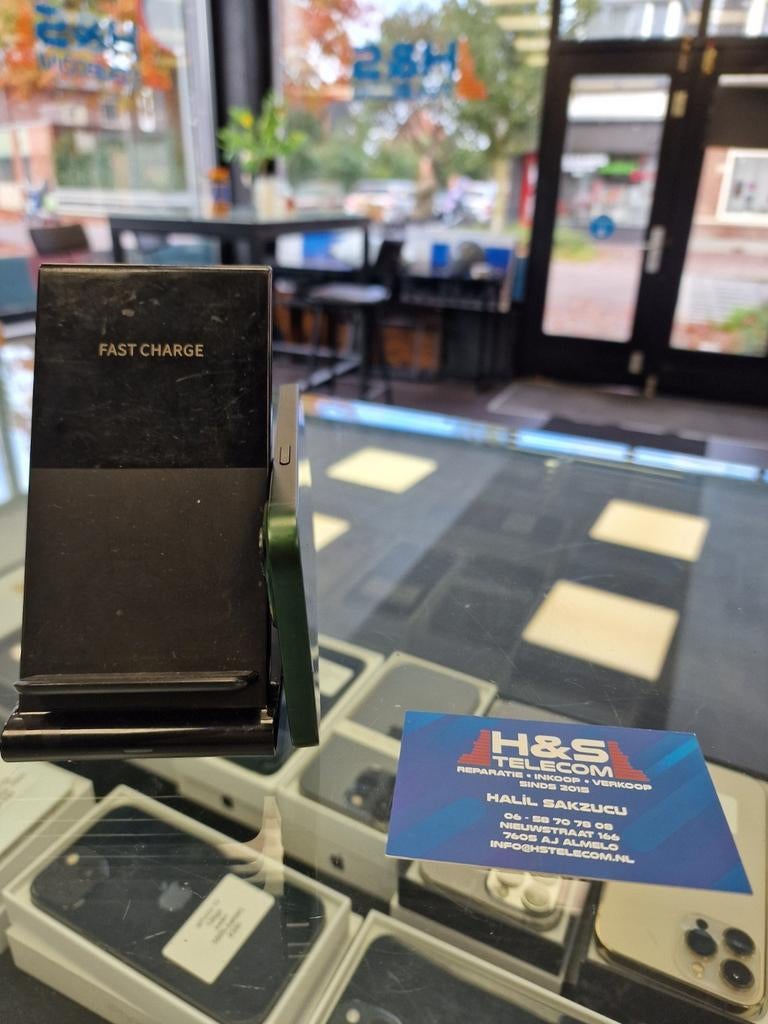 H&S
FAST CHARGE
H&S
TELECOM
REPARATIE • INKOOP • VERKOOP
SINDS 2015
HALIL SAKZUCU
06 - 58 70 78 08
NIEUWSTRAAT 166
7605 AJ ALMELO
INFO@HSTELECOM.NL